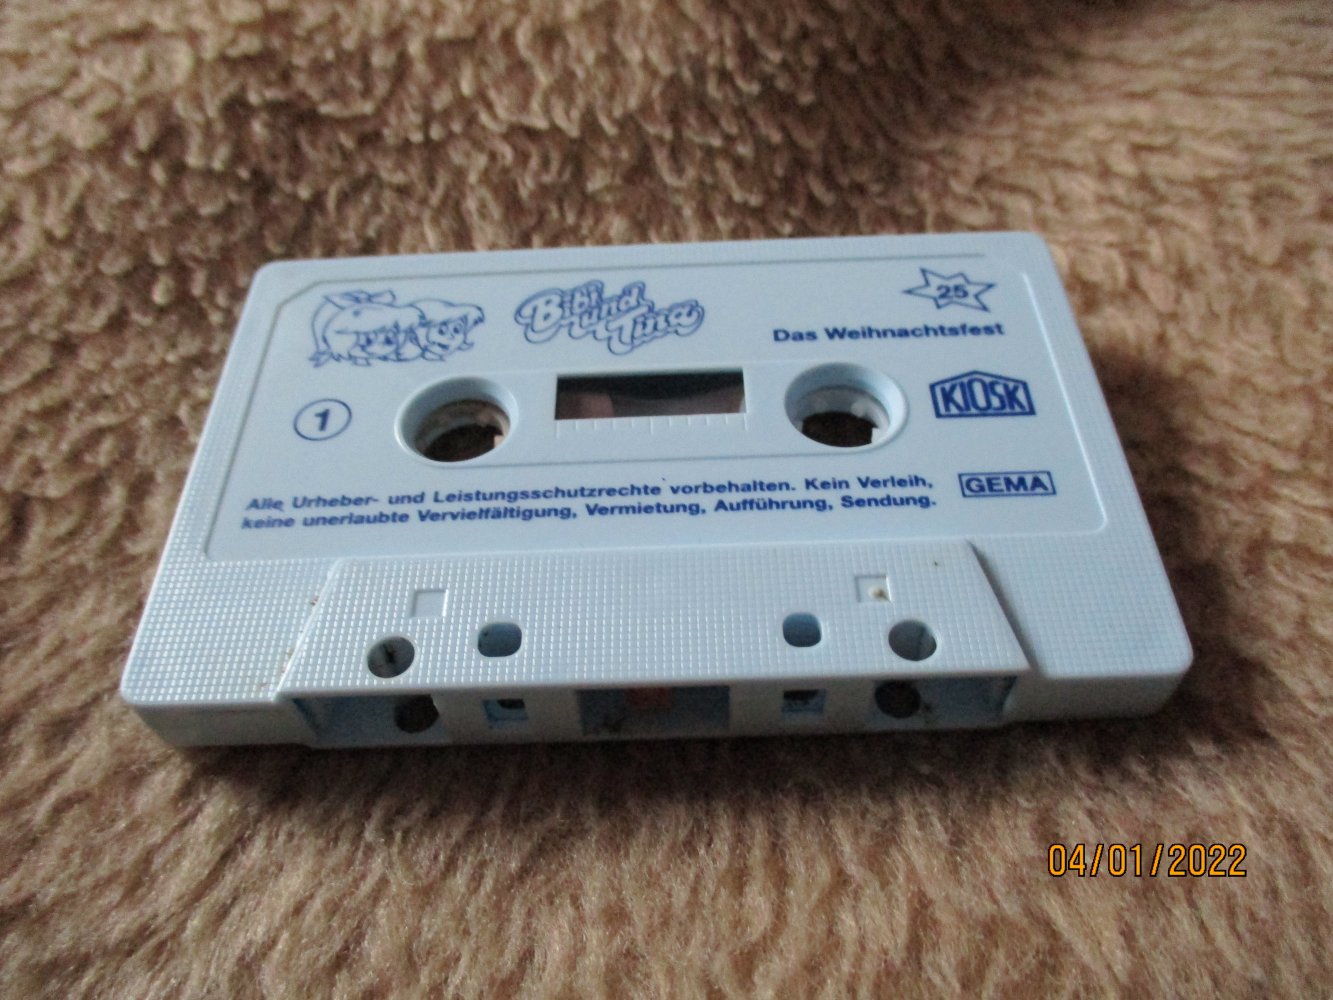 Bibi
und
Tina
25
Das Weihnachtsfest
1
KIOSK
Alle Urheber- und Leistungsschutzrechte vorbehalten. Kein Verleih,
keine unerlaubte Vervielfältigung, Vermietung, Aufführung, Sendung.
GEMA
04/01/2022